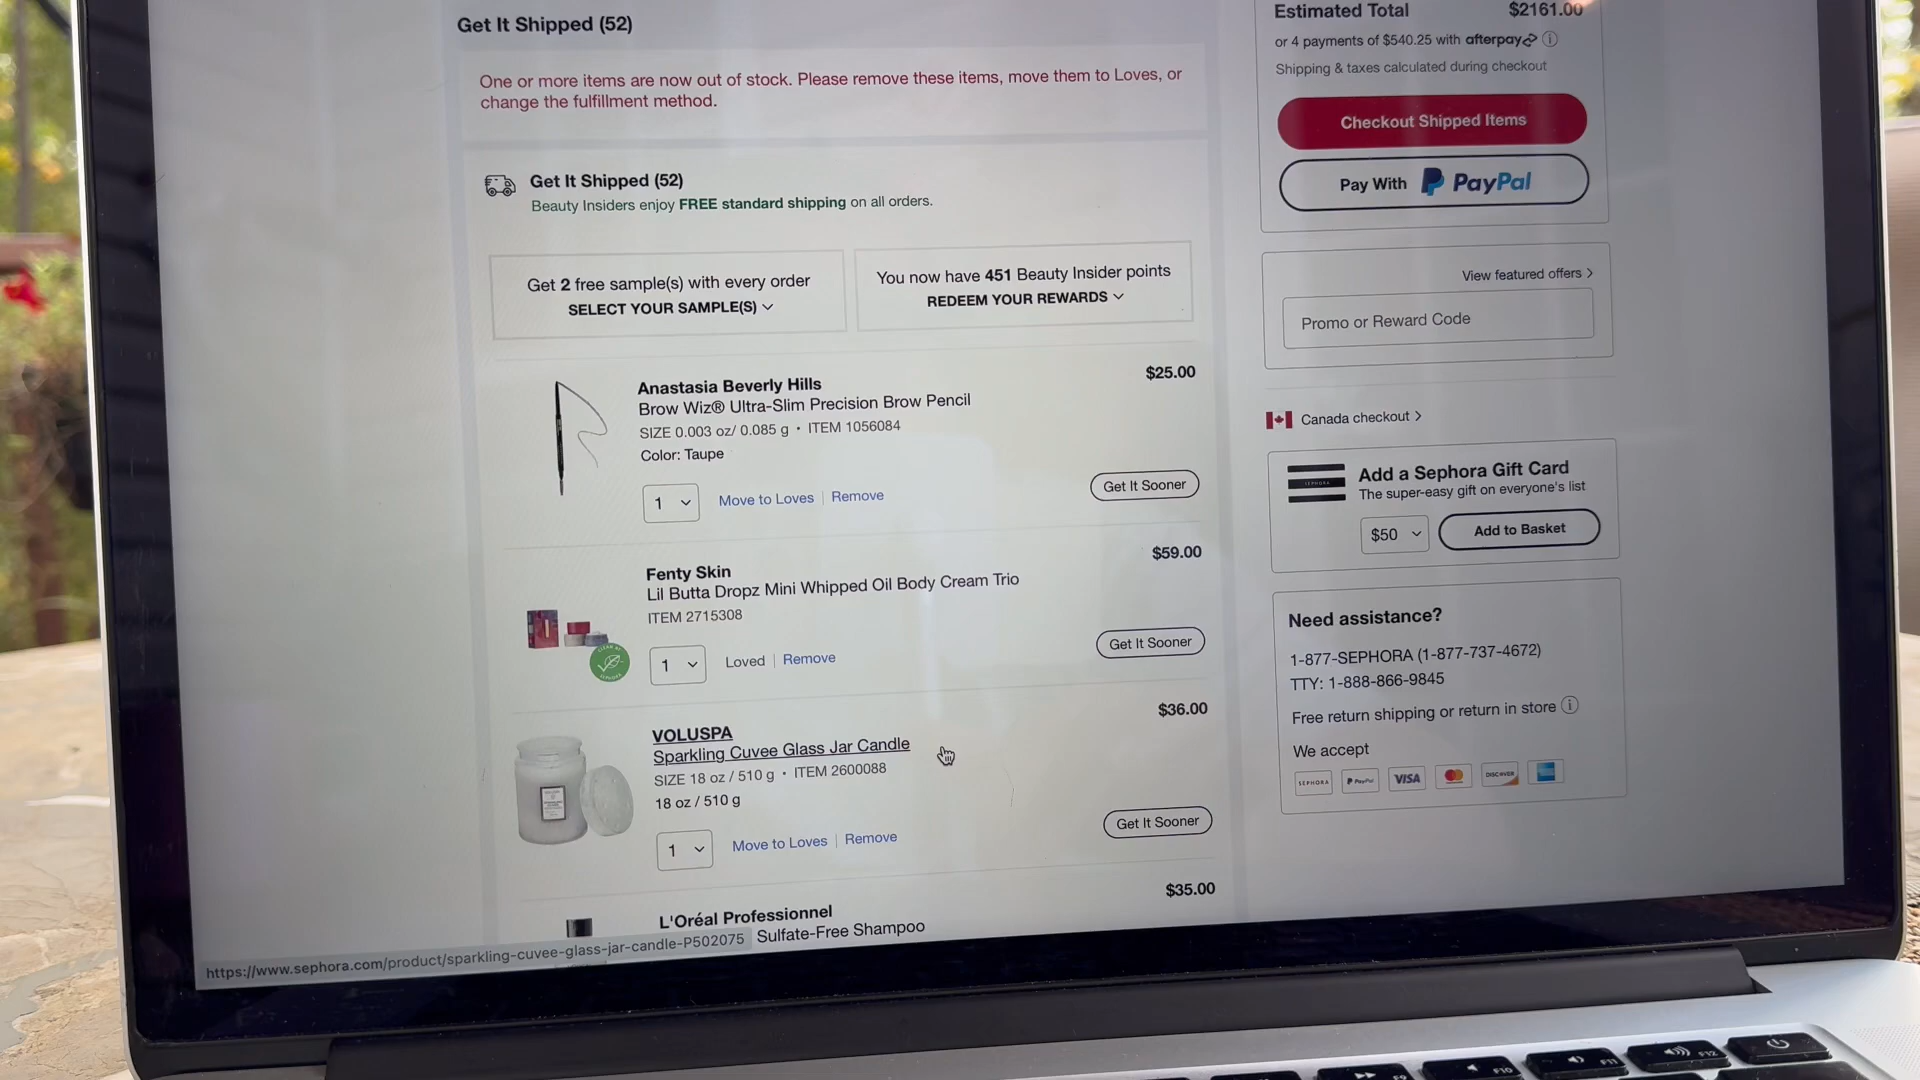 Get It Shipped (52)
One or more items are now out of stock. Please remove these items, move them to Loves, or
change the fulfillment method.
Get It Shipped (52)
Beauty Insiders enjoy FREE standard shipping on all orders.
Get 2 free sample(s) with every order
SELECT YOUR SAMPLE(S)
You now have 451 Beauty Insider points
REDEEM YOUR REWARDS
Anastasia Beverly Hills
$25.00
Brow Wiz® Ultra-Slim Precision Brow Pencil
SIZE 0.003 oz/ 0.085 g • ITEM 1056084
Color: Taupe
1
Move to Loves | Remove
Get It Sooner
Fenty Skin
$59.00
Lil Butta Dropz Mini Whipped Oil Body Cream Trio
ITEM 2715308
1
Loved | Remove
Get It Sooner
VOLUSPA
$36.00
Sparkling Cuvee Glass Jar Candle
SIZE 18 oz / 510 g • ITEM 2600088
18 oz / 510 g
1
Move to Loves | Remove
Get It Sooner
L'Oréal Professionnel
$35.00
Sulfate-Free Shampoo
https://www.sephora.com/product/sparkling-cuvee-glass-jar-candle-P502075
Estimated Total
$2161.00
or 4 payments of $540.25 with afterpay
Shipping & taxes calculated during checkout
Checkout Shipped Items
Pay With PayPal
View featured offers >
Promo or Reward Code
Canada checkout >
SEPHORA
Add a Sephora Gift Card
The super-easy gift on everyone's list
$50
Add to Basket
Need assistance?
1-877-SEPHORA (1-877-737-4672)
TTY: 1-888-866-9845
Free return shipping or return in store
We accept
SEPHORA
PayPal
VISA
DISCOVER
F9
F10
F11
F12